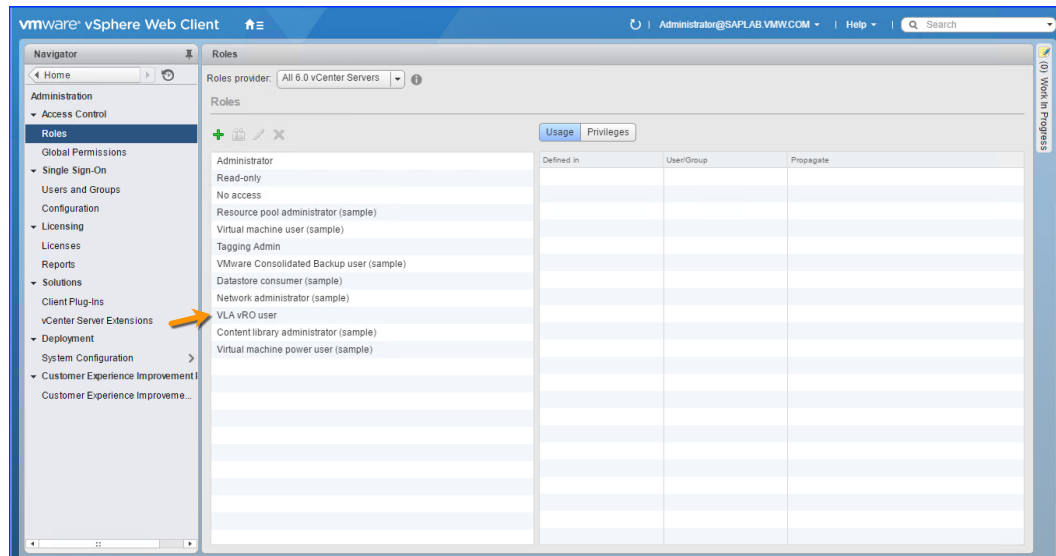 vmware® vSphere Web Client
Administrator@SAPLAB.VMW.COM
Help
Search
Navigator
Home
Administration
Access Control
Roles
Global Permissions
Single Sign-On
Users and Groups
Configuration
Licensing
Licenses
Reports
Solutions
Client Plug-Ins
vCenter Server Extensions
Deployment
System Configuration
Customer Experience Improvement I
Customer Experience Improveme...
Roles
Roles provider: All 6.0 vCenter Servers
Roles
Administrator
Read-only
No access
Resource pool administrator (sample)
Virtual machine user (sample)
Tagging Admin
VMware Consolidated Backup user (sample)
Datastore consumer (sample)
Network administrator (sample)
VLA vRO user
Content library administrator (sample)
Virtual machine power user (sample)
Usage Privileges
Defined in User/Group Propagate
(0) Work In Progress